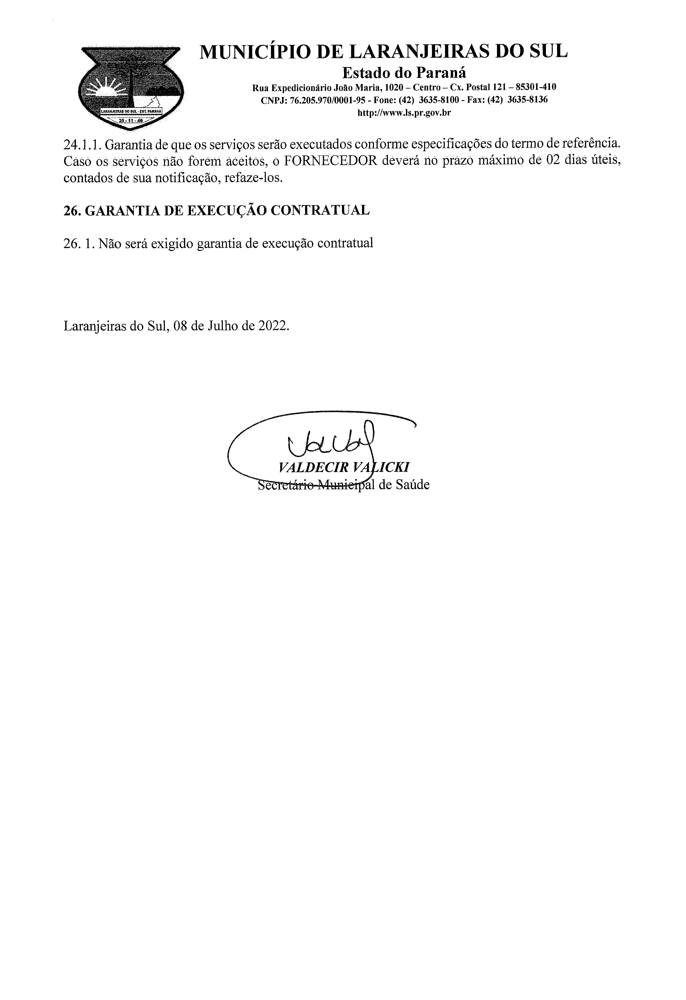 MUNICÍPIO DE LARANJEIRAS DO SUL
Estado do Paraná
Rua Expedicionário João Maria, 1020 – Centro – Cx. Postal 121 – 85301-410
CNPJ: 76.205.970/0001-95 - Fone: (42) 3635-8100 - Fax: (42) 3635-8136
http://www.ls.pr.gov.br
LARANJEIRAS DO SUL - EST. PARANÁ
30 - 11 - 46
24.1.1. Garantia de que os serviços serão executados conforme especificações do termo de referência.
Caso os serviços não forem aceitos, o FORNECEDOR deverá no prazo máximo de 02 dias úteis,
contados de sua notificação, refaze-los.
26. GARANTIA DE EXECUÇÃO CONTRATUAL
26. 1. Não será exigido garantia de execução contratual
Laranjeiras do Sul, 08 de Julho de 2022.
VALDECIR VALICKI
Secretário Municipal de Saúde